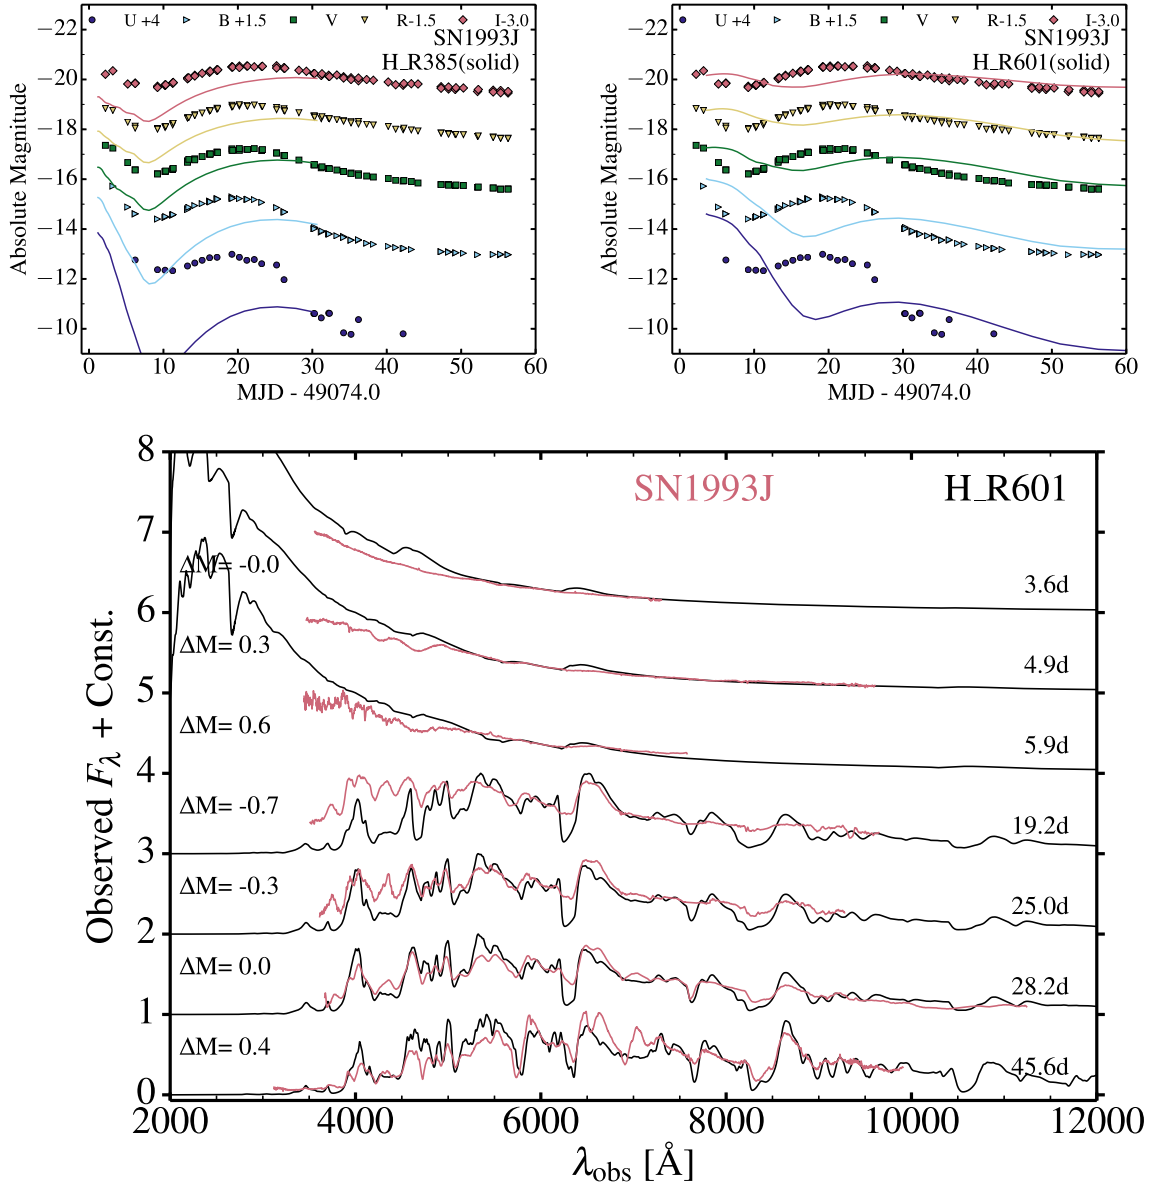 U +4 B +1.5 V R-1.5 I-3.0
SN1993J
H_R385(solid)
Absolute Magnitude
−22
−20
−18
−16
−14
−12
−10
0 10 20 30 40 50 60
MJD - 49074.0
U +4 B +1.5 V R-1.5 I-3.0
SN1993J
H_R601(solid)
Absolute Magnitude
−22
−20
−18
−16
−14
−12
−10
0 10 20 30 40 50 60
MJD - 49074.0
SN1993J H_R601
Observed Fλ + Const.
8
7
6
5
4
3
2
1
0
ΔM= -0.0 3.6d
ΔM= 0.3 4.9d
ΔM= 0.6 5.9d
ΔM= -0.7 19.2d
ΔM= -0.3 25.0d
ΔM= 0.0 28.2d
ΔM= 0.4 45.6d
2000 4000 6000 8000 10000 12000
λobs [Å]